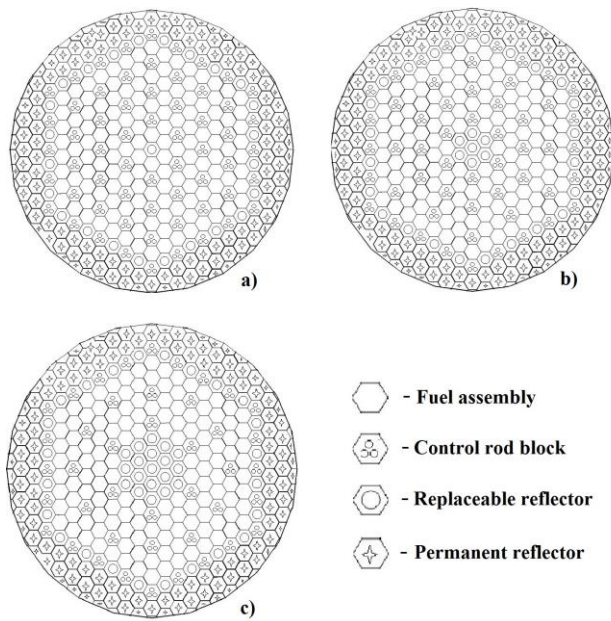 a)
b)
c)
- Fuel assembly
- Control rod block
- Replaceable reflector
- Permanent reflector